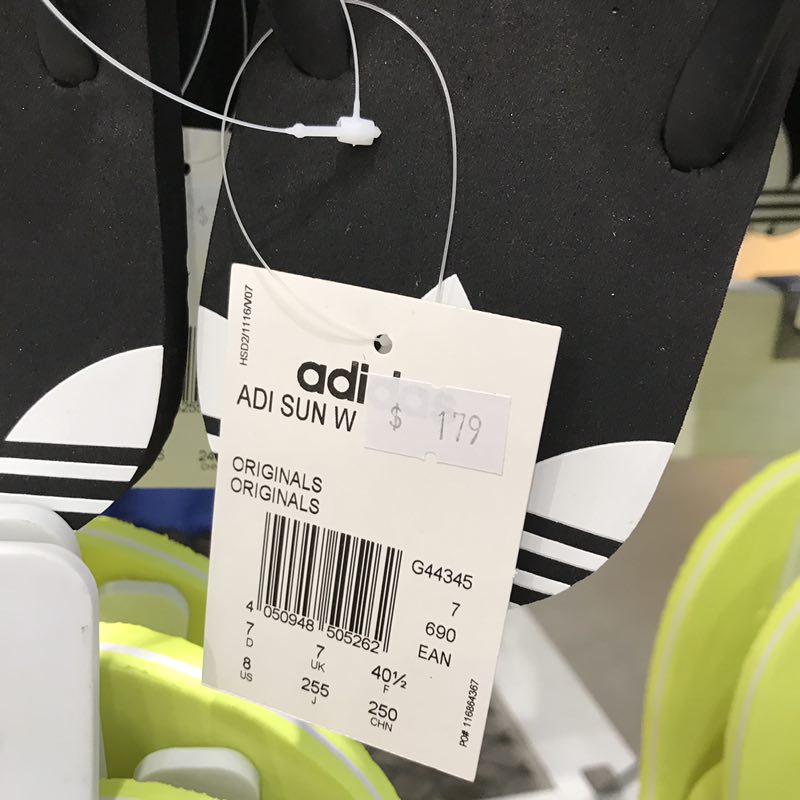 HSD2/1116/V07
adidas
ADI SUN W
$ 179
ORIGINALS
ORIGINALS
G44345
7
690
EAN
4 050948 505262
7 D
7 UK
40½ F
8 US
255 J
250 CHN
PO# 116864367